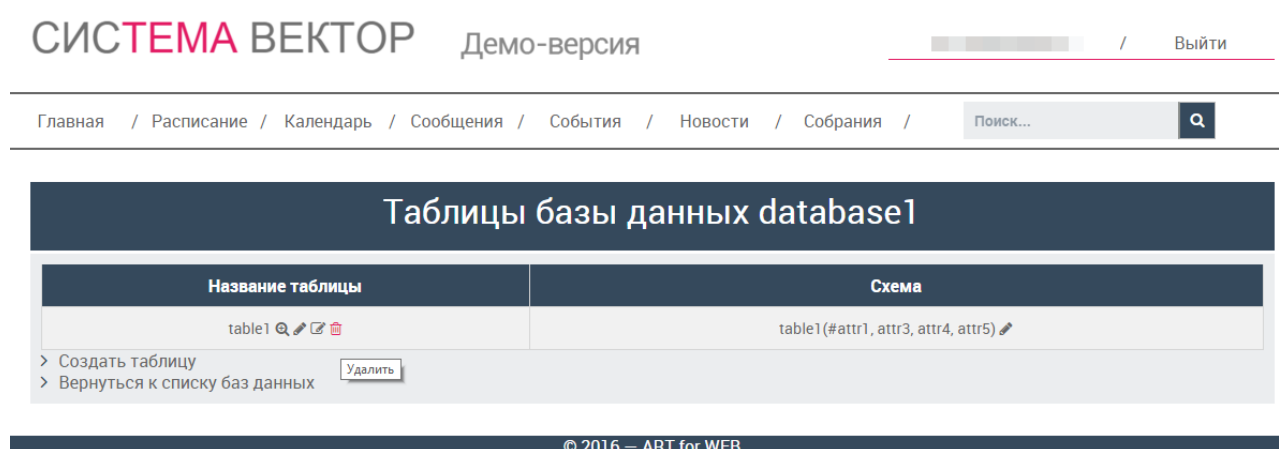 СИСТЕМА ВЕКТОР Демо-версия / Выйти
Главная / Расписание / Календарь / Сообщения / События / Новости / Собрания / Поиск...
Таблицы базы данных database1
Название таблицы Схема
table1 table1(#attr1, attr3, attr4, attr5)
> Создать таблицу
Удалить
> Вернуться к списку баз данных
© 2016 — ART for WEB